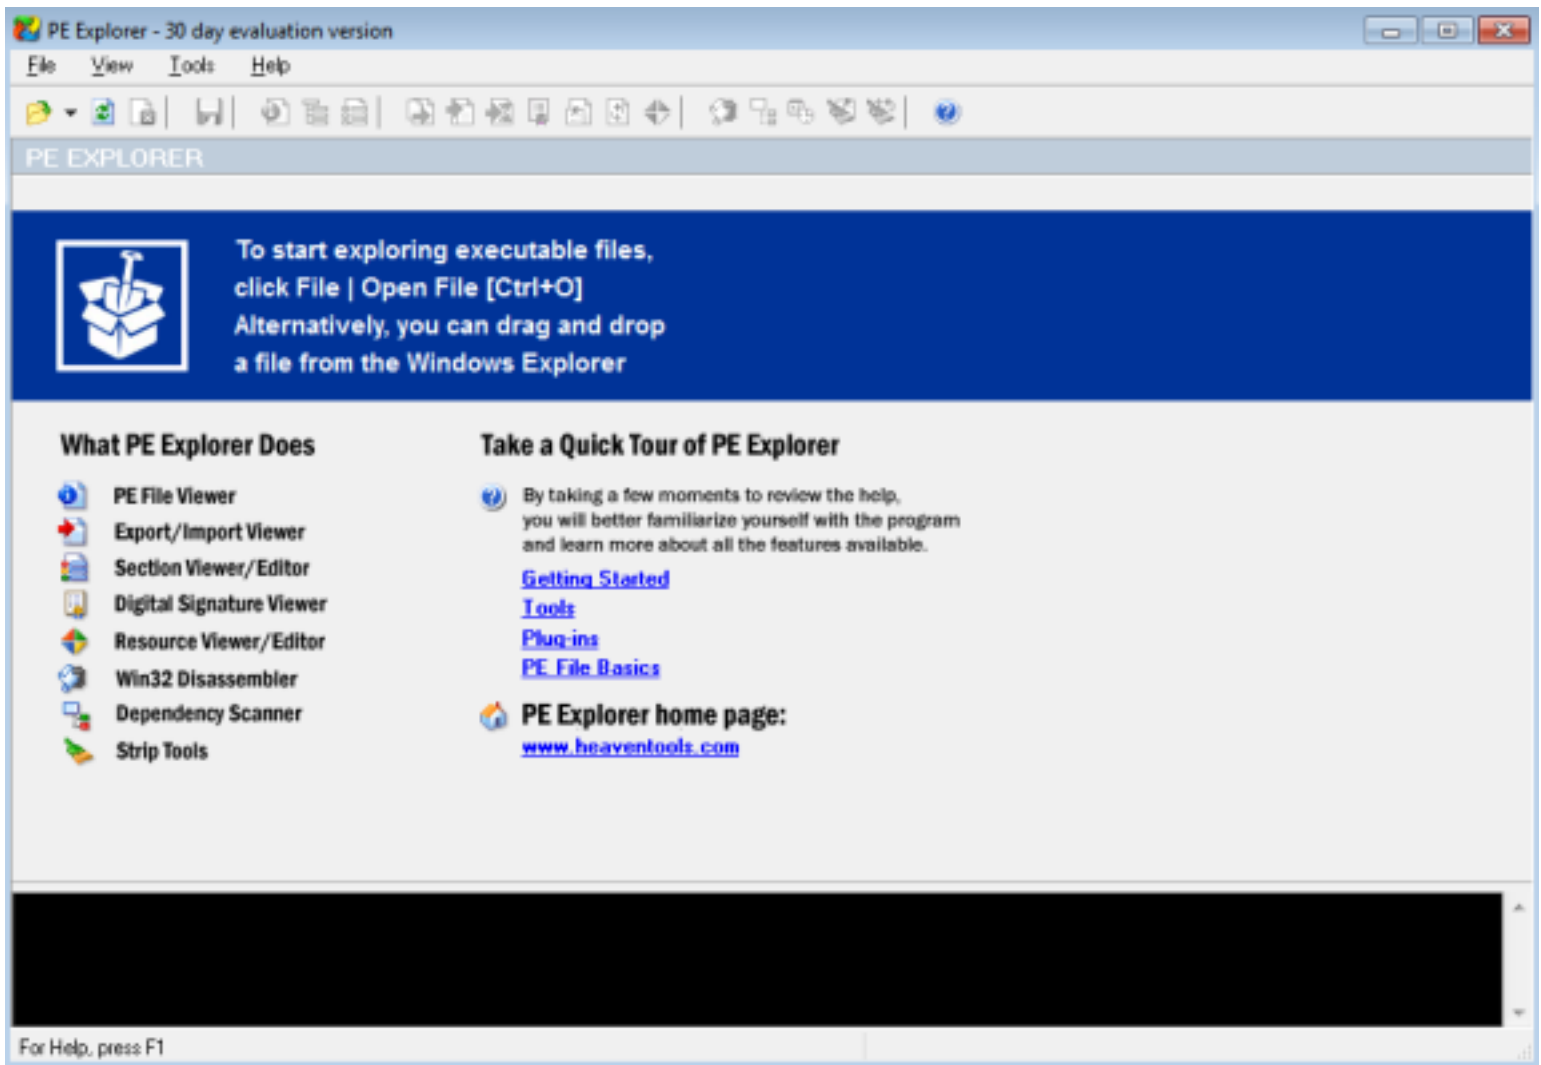 PE Explorer - 30 day evaluation version
File View Tools Help
PE EXPLORER
To start exploring executable files,
click File | Open File [Ctrl+O]
Alternatively, you can drag and drop
a file from the Windows Explorer
What PE Explorer Does
PE File Viewer
Export/Import Viewer
Section Viewer/Editor
Digital Signature Viewer
Resource Viewer/Editor
Win32 Disassembler
Dependency Scanner
Strip Tools
Take a Quick Tour of PE Explorer
By taking a few moments to review the help,
you will better familiarize yourself with the program
and learn more about all the features available.
Getting Started
Tools
Plug-ins
PE File Basics
PE Explorer home page:
www.heaventools.com
For Help, press F1